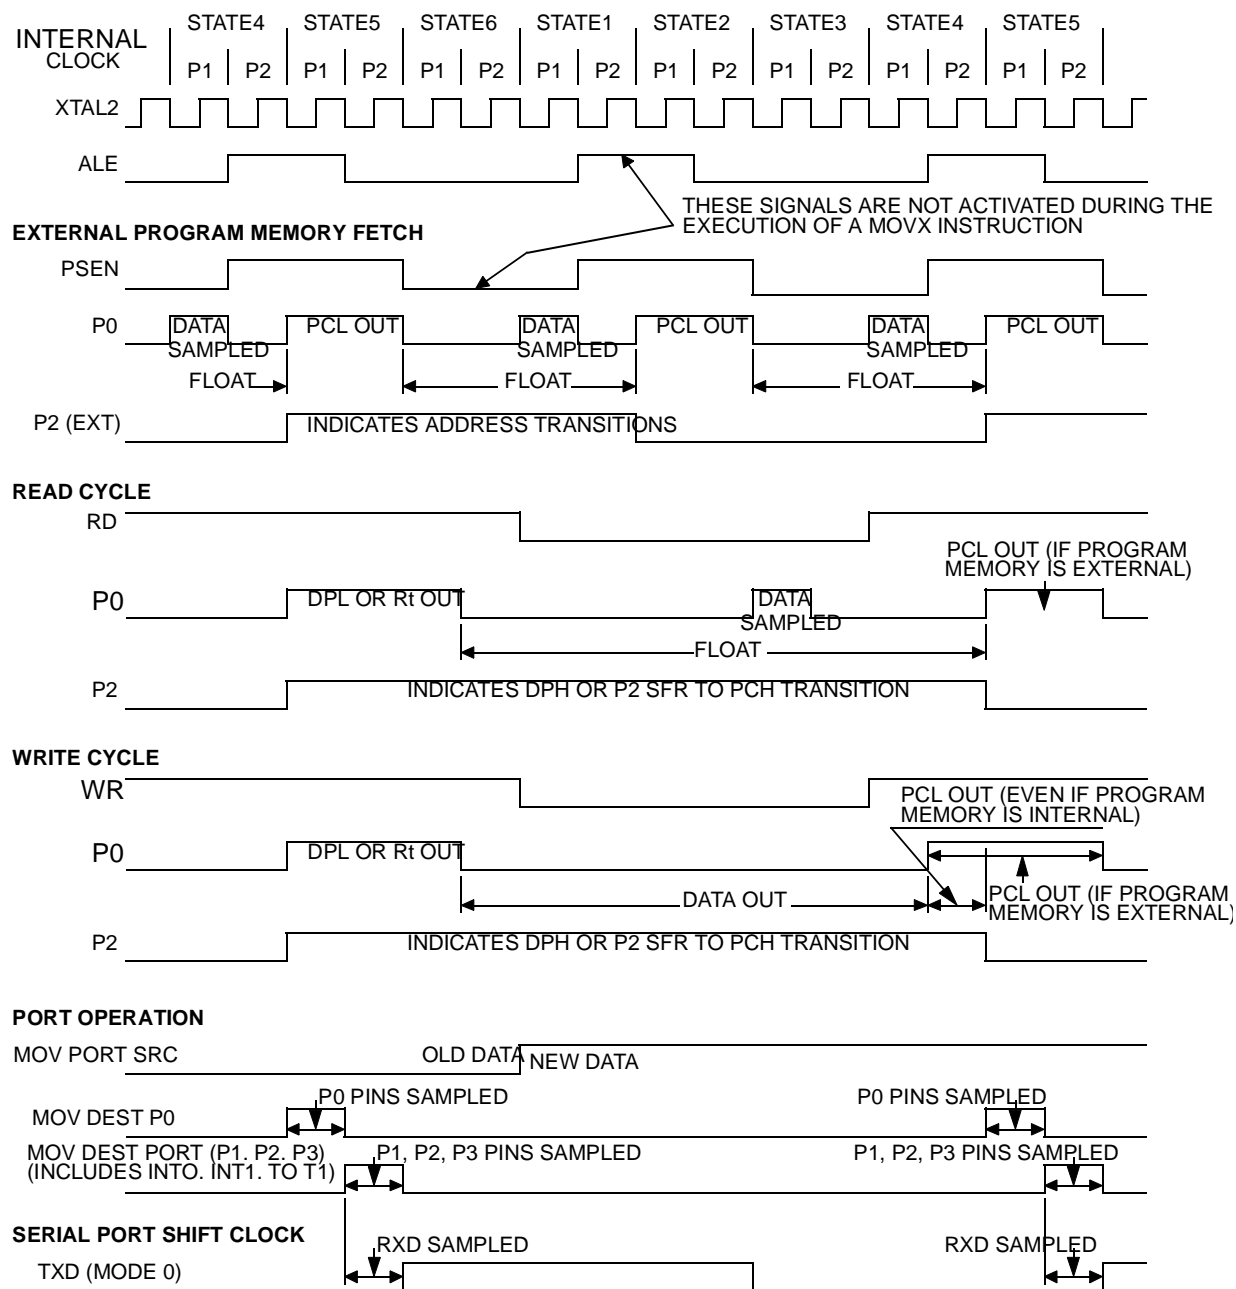 INTERNAL
CLOCK
STATE4 STATE5 STATE6 STATE1 STATE2 STATE3 STATE4 STATE5
P1 P2 P1 P2 P1 P2 P1 P2 P1 P2 P1 P2 P1 P2 P1 P2
XTAL2
ALE
THESE SIGNALS ARE NOT ACTIVATED DURING THE
EXECUTION OF A MOVX INSTRUCTION
EXTERNAL PROGRAM MEMORY FETCH
PSEN
P0
DATA
SAMPLED
PCL OUT
DATA
SAMPLED
PCL OUT
DATA
SAMPLED
PCL OUT
FLOAT FLOAT FLOAT
P2 (EXT)
INDICATES ADDRESS TRANSITIONS
READ CYCLE
RD
PCL OUT (IF PROGRAM
MEMORY IS EXTERNAL)
P0
DPL OR Rt OUT
DATA
SAMPLED
FLOAT
P2
INDICATES DPH OR P2 SFR TO PCH TRANSITION
WRITE CYCLE
WR
PCL OUT (EVEN IF PROGRAM
MEMORY IS INTERNAL)
P0
DPL OR Rt OUT
DATA OUT
PCL OUT (IF PROGRAM
MEMORY IS EXTERNAL)
P2
INDICATES DPH OR P2 SFR TO PCH TRANSITION
PORT OPERATION
MOV PORT SRC
OLD DATA
NEW DATA
P0 PINS SAMPLED
P0 PINS SAMPLED
MOV DEST P0
MOV DEST PORT (P1. P2. P3)
(INCLUDES INTO. INT1. TO T1)
P1, P2, P3 PINS SAMPLED
P1, P2, P3 PINS SAMPLED
SERIAL PORT SHIFT CLOCK
RXD SAMPLED
RXD SAMPLED
TXD (MODE 0)